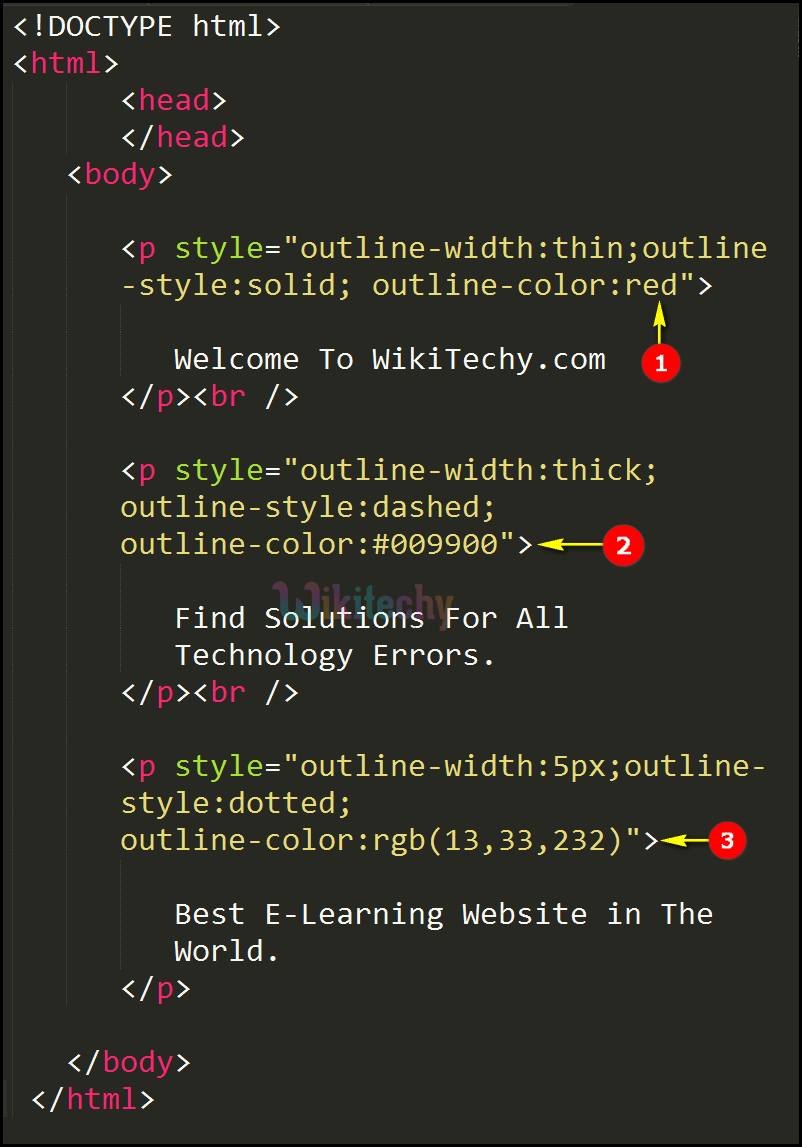 <!DOCTYPE html>
<html>
<head>
</head>
<body>
<p style="outline-width:thin;outline
-style:solid; outline-color:red">
1
Welcome To WikiTechy.com
</p><br />
<p style="outline-width:thick;
outline-style:dashed;
outline-color:#009900"> 2
Wikitechy
Find Solutions For All
Technology Errors.
</p><br />
<p style="outline-width:5px;outline-
style:dotted;
outline-color:rgb(13,33,232)"> 3
Best E-Learning Website in The
World.
</p>
</body>
</html>